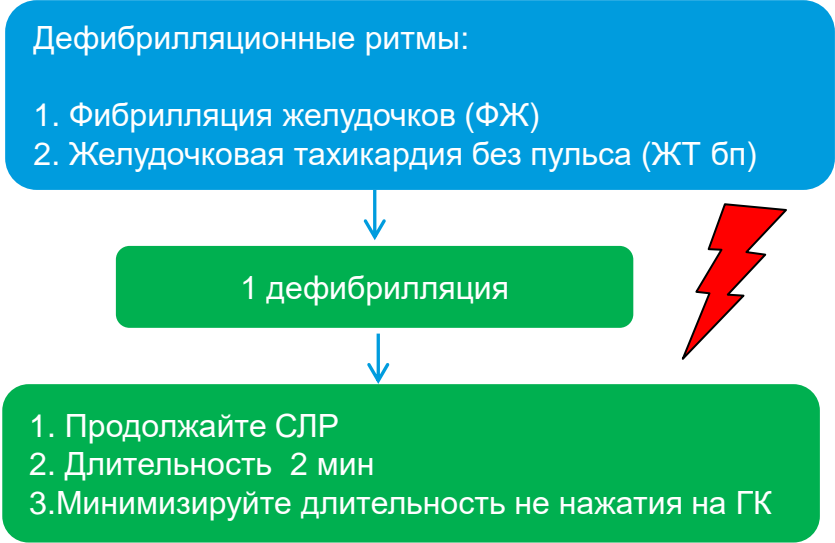 Дефибрилляционные ритмы:
1. Фибрилляция желудочков (ФЖ)
2. Желудочковая тахикардия без пульса (ЖТ бп)
1 дефибрилляция
1. Продолжайте СЛР
2. Длительность  2 мин
3.Минимизируйте длительность не нажатия на ГК